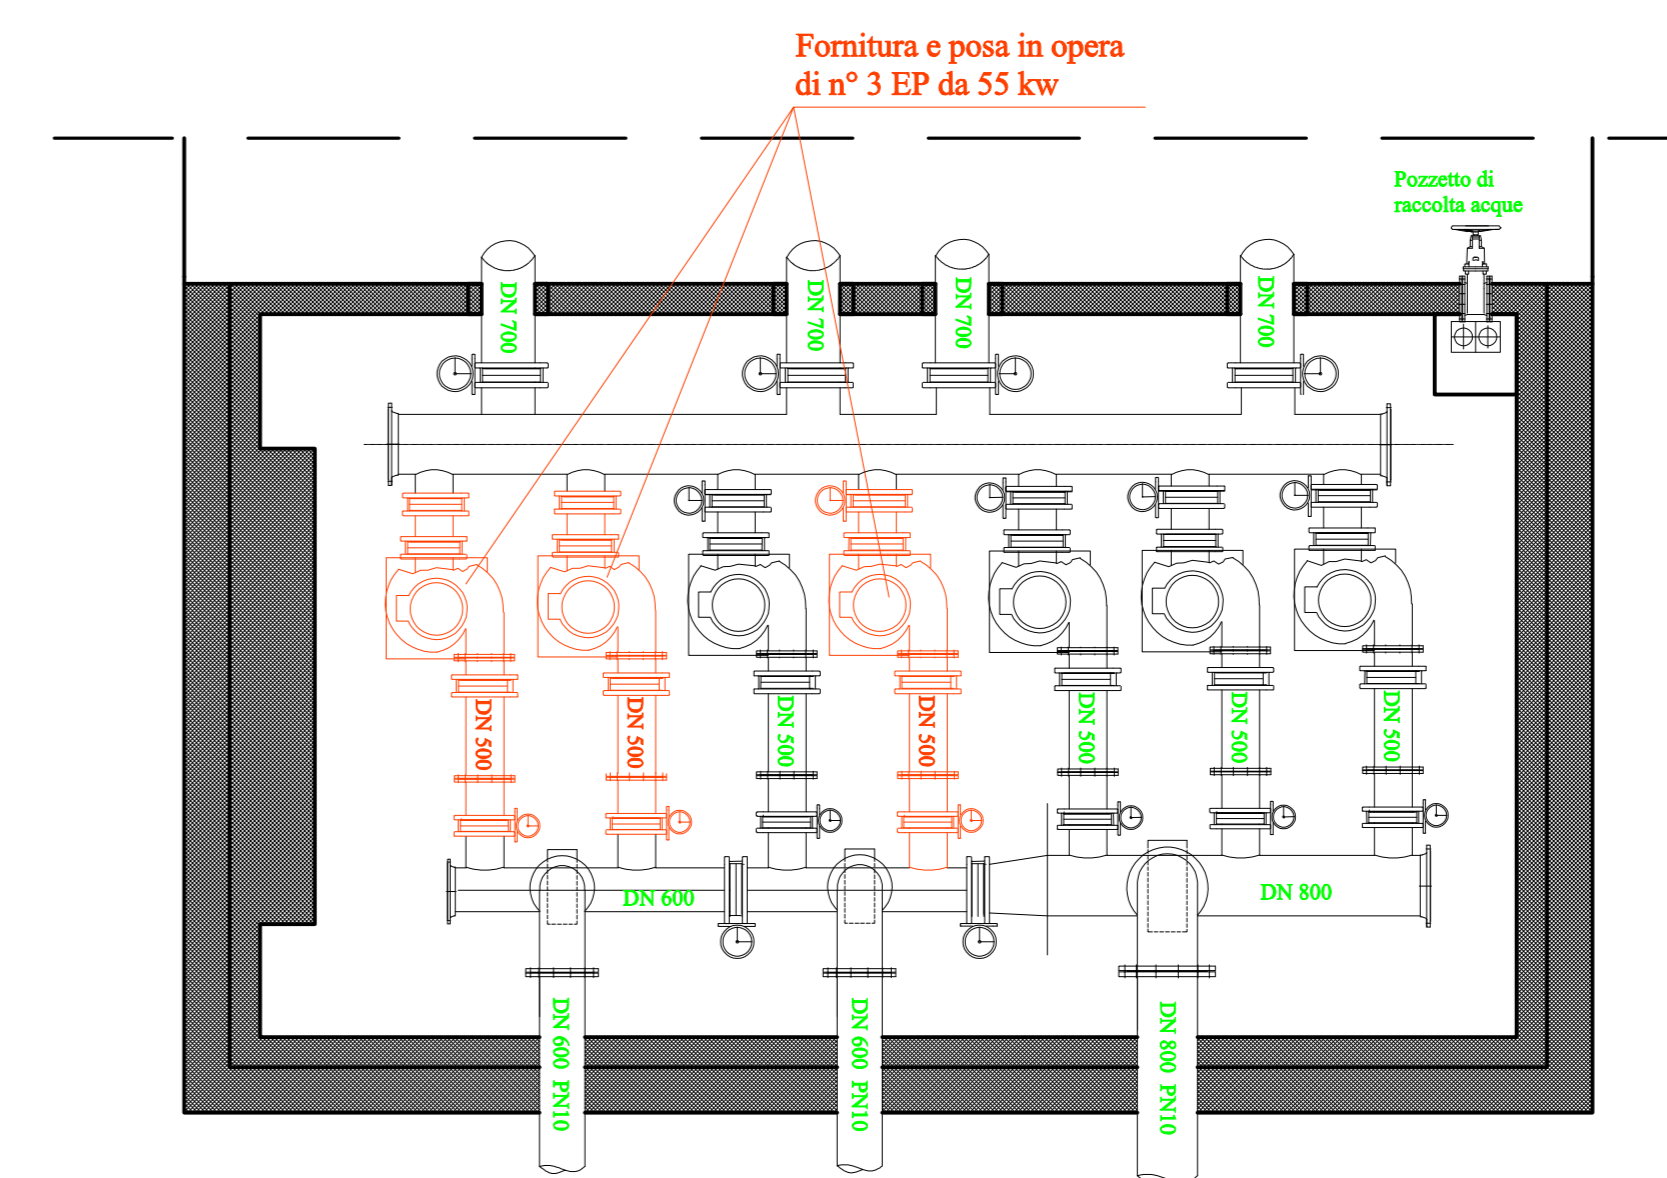 Fornitura e posa in opera
di n° 3 EP da 55 kw
Pozzetto di
raccolta acque
DN 700
DN 700
DN 700
DN 700
DN 500
DN 500
DN 500
DN 500
DN 500
DN 500
DN 500
DN 600
DN 800
DN 600 PN10
DN 600 PN10
DN 800 PN10